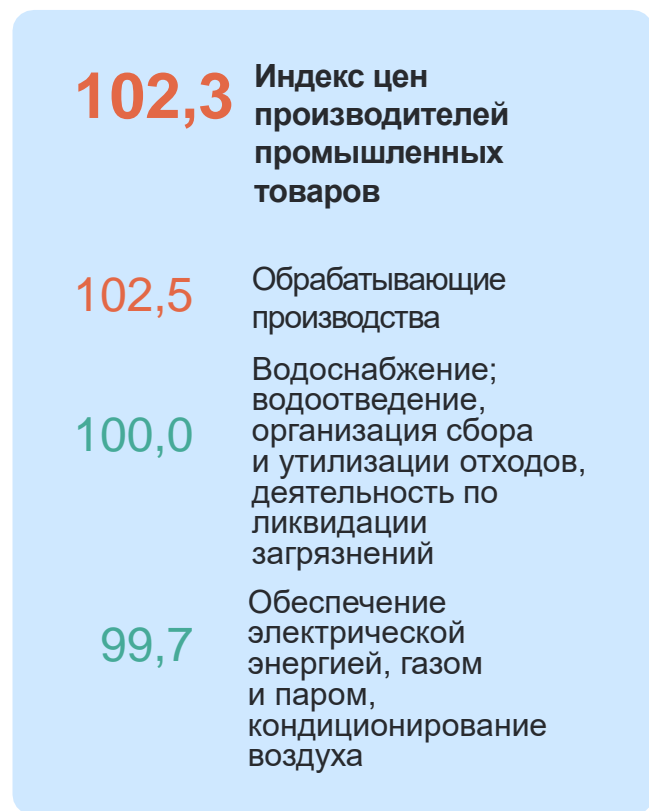 102,3
Индекс цен
производителей
промышленных
товаров
102,5
Обрабатывающие
производства
100,0
Водоснабжение;
водоотведение,
организация сбора
и утилизации отходов,
деятельность по
ликвидации
загрязнений
99,7
Обеспечение
электрической
энергией, газом
и паром,
кондиционирование
воздуха